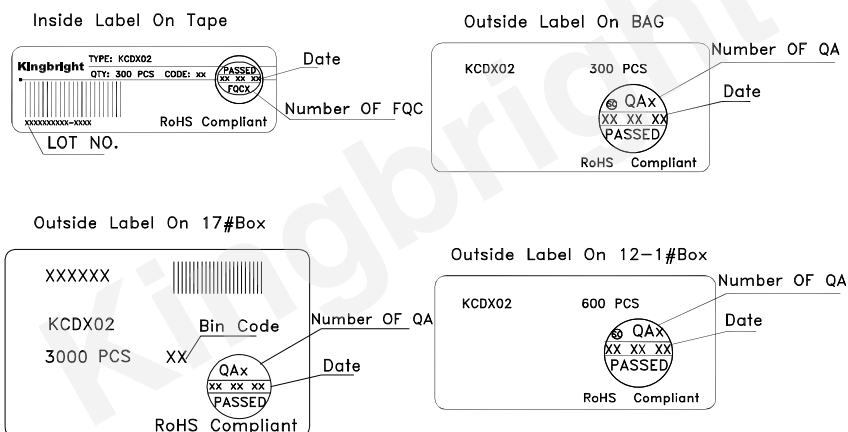 Inside Label On Tape
Kingbright
TYPE: KCDX02
QTY: 300 PCS CODE: xx
PASSED
xx xx xx
FQCX
Date
Number OF FQC
xxxxxxxxxx-xxxx
RoHS Compliant
LOT NO.
Outside Label On BAG
KCDX02 300 PCS
Number OF QA
QAx
Date
XX XX XX
PASSED
RoHS Compliant
Outside Label On 17#Box
XXXXXX
KCDX02
Bin Code
Number OF QA
3000 PCS XX
QAx
Date
xx xx xx
PASSED
RoHS Compliant
Outside Label On 12-1#Box
KCDX02 600 PCS
Number OF QA
QAx
Date
XX XX XX
PASSED
RoHS Compliant
Kingbright